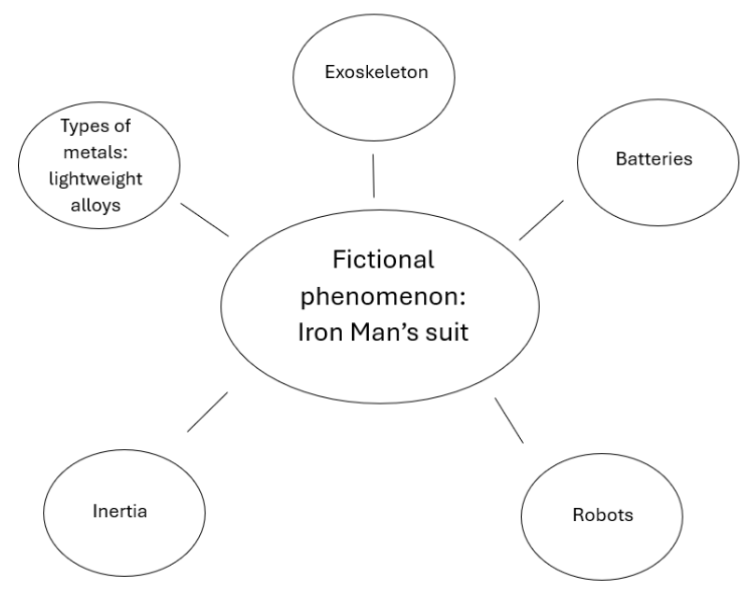 Exoskeleton
Types of
metals:
lightweight
alloys
Batteries
Fictional
phenomenon:
Iron Man’s suit
Inertia
Robots